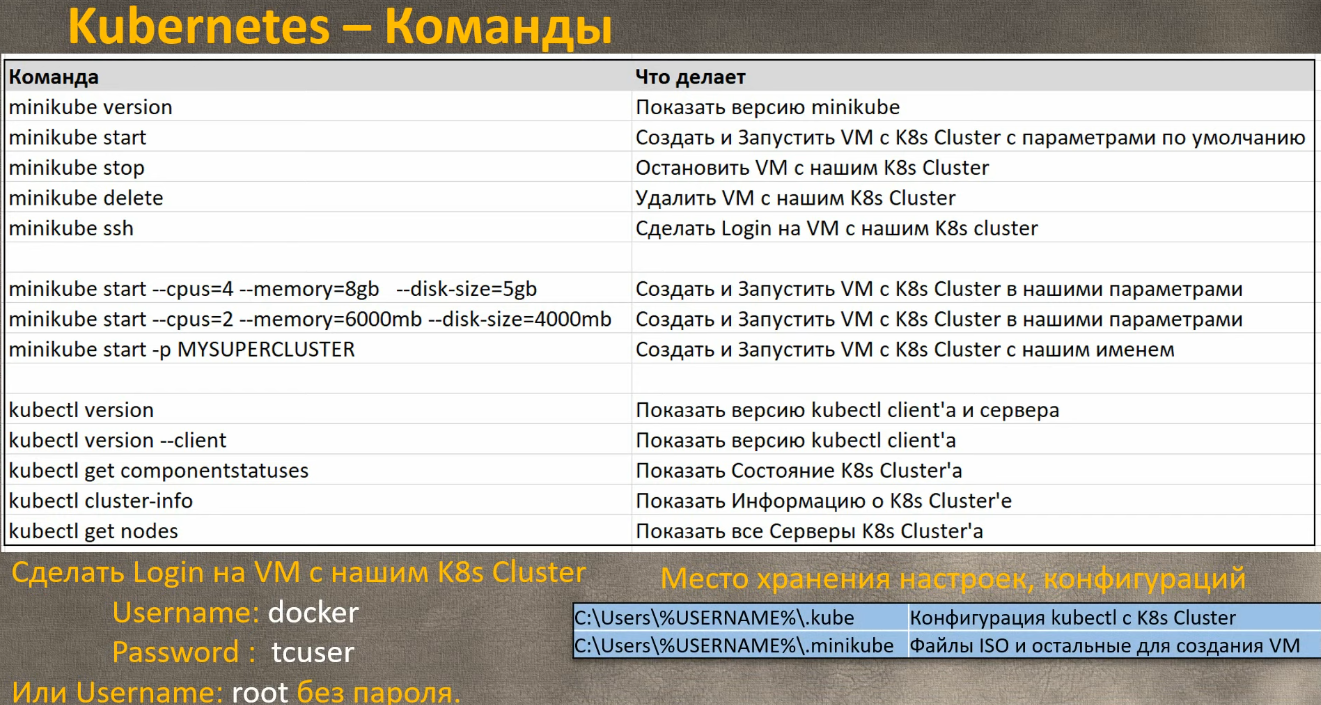 Kubernetes – Команды
Команда Что делает
minikube version Показать версию minikube
minikube start Создать и Запустить VM с K8s Cluster с параметрами по умолчанию
minikube stop Остановить VM с нашим K8s Cluster
minikube delete Удалить VM с нашим K8s Cluster
minikube ssh Сделать Login на VM с нашим K8s cluster
minikube start --cpus=4 --memory=8gb --disk-size=5gb Создать и Запустить VM с K8s Cluster в нашими параметрами
minikube start --cpus=2 --memory=6000mb --disk-size=4000mb Создать и Запустить VM с K8s Cluster в нашими параметрами
minikube start -p MYSUPERCLUSTER Создать и Запустить VM с K8s Cluster с нашим именем
kubectl version Показать версию kubectl client'а и сервера
kubectl version --client Показать версию kubectl client'а
kubectl get componentstatuses Показать Состояние K8s Cluster'а
kubectl cluster-info Показать Информацию о K8s Cluster'е
kubectl get nodes Показать все Серверы K8s Cluster'а
Сделать Login на VM с нашим K8s Cluster
Username: docker
Password : tcuser
Или Username: root без пароля.
Место хранения настроек, конфигураций
C:\Users\%USERNAME%\.kube Конфигурация kubectl с K8s Cluster
C:\Users\%USERNAME%\.minikube Файлы ISO и остальные для создания VM